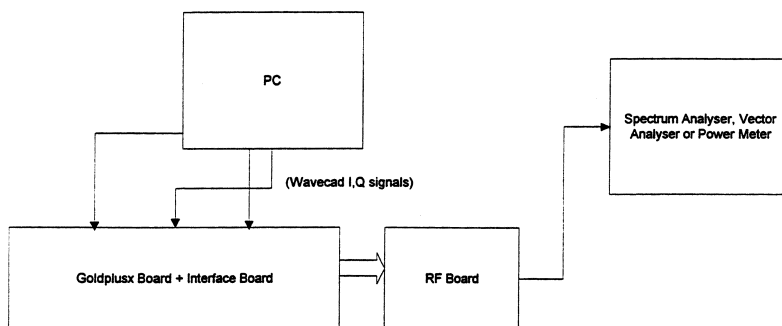 PC
Spectrum Analyser, Vector
Analyser or Power Meter
(Wavecad I,Q signals)
Goldplusx Board + Interface Board
RF Board